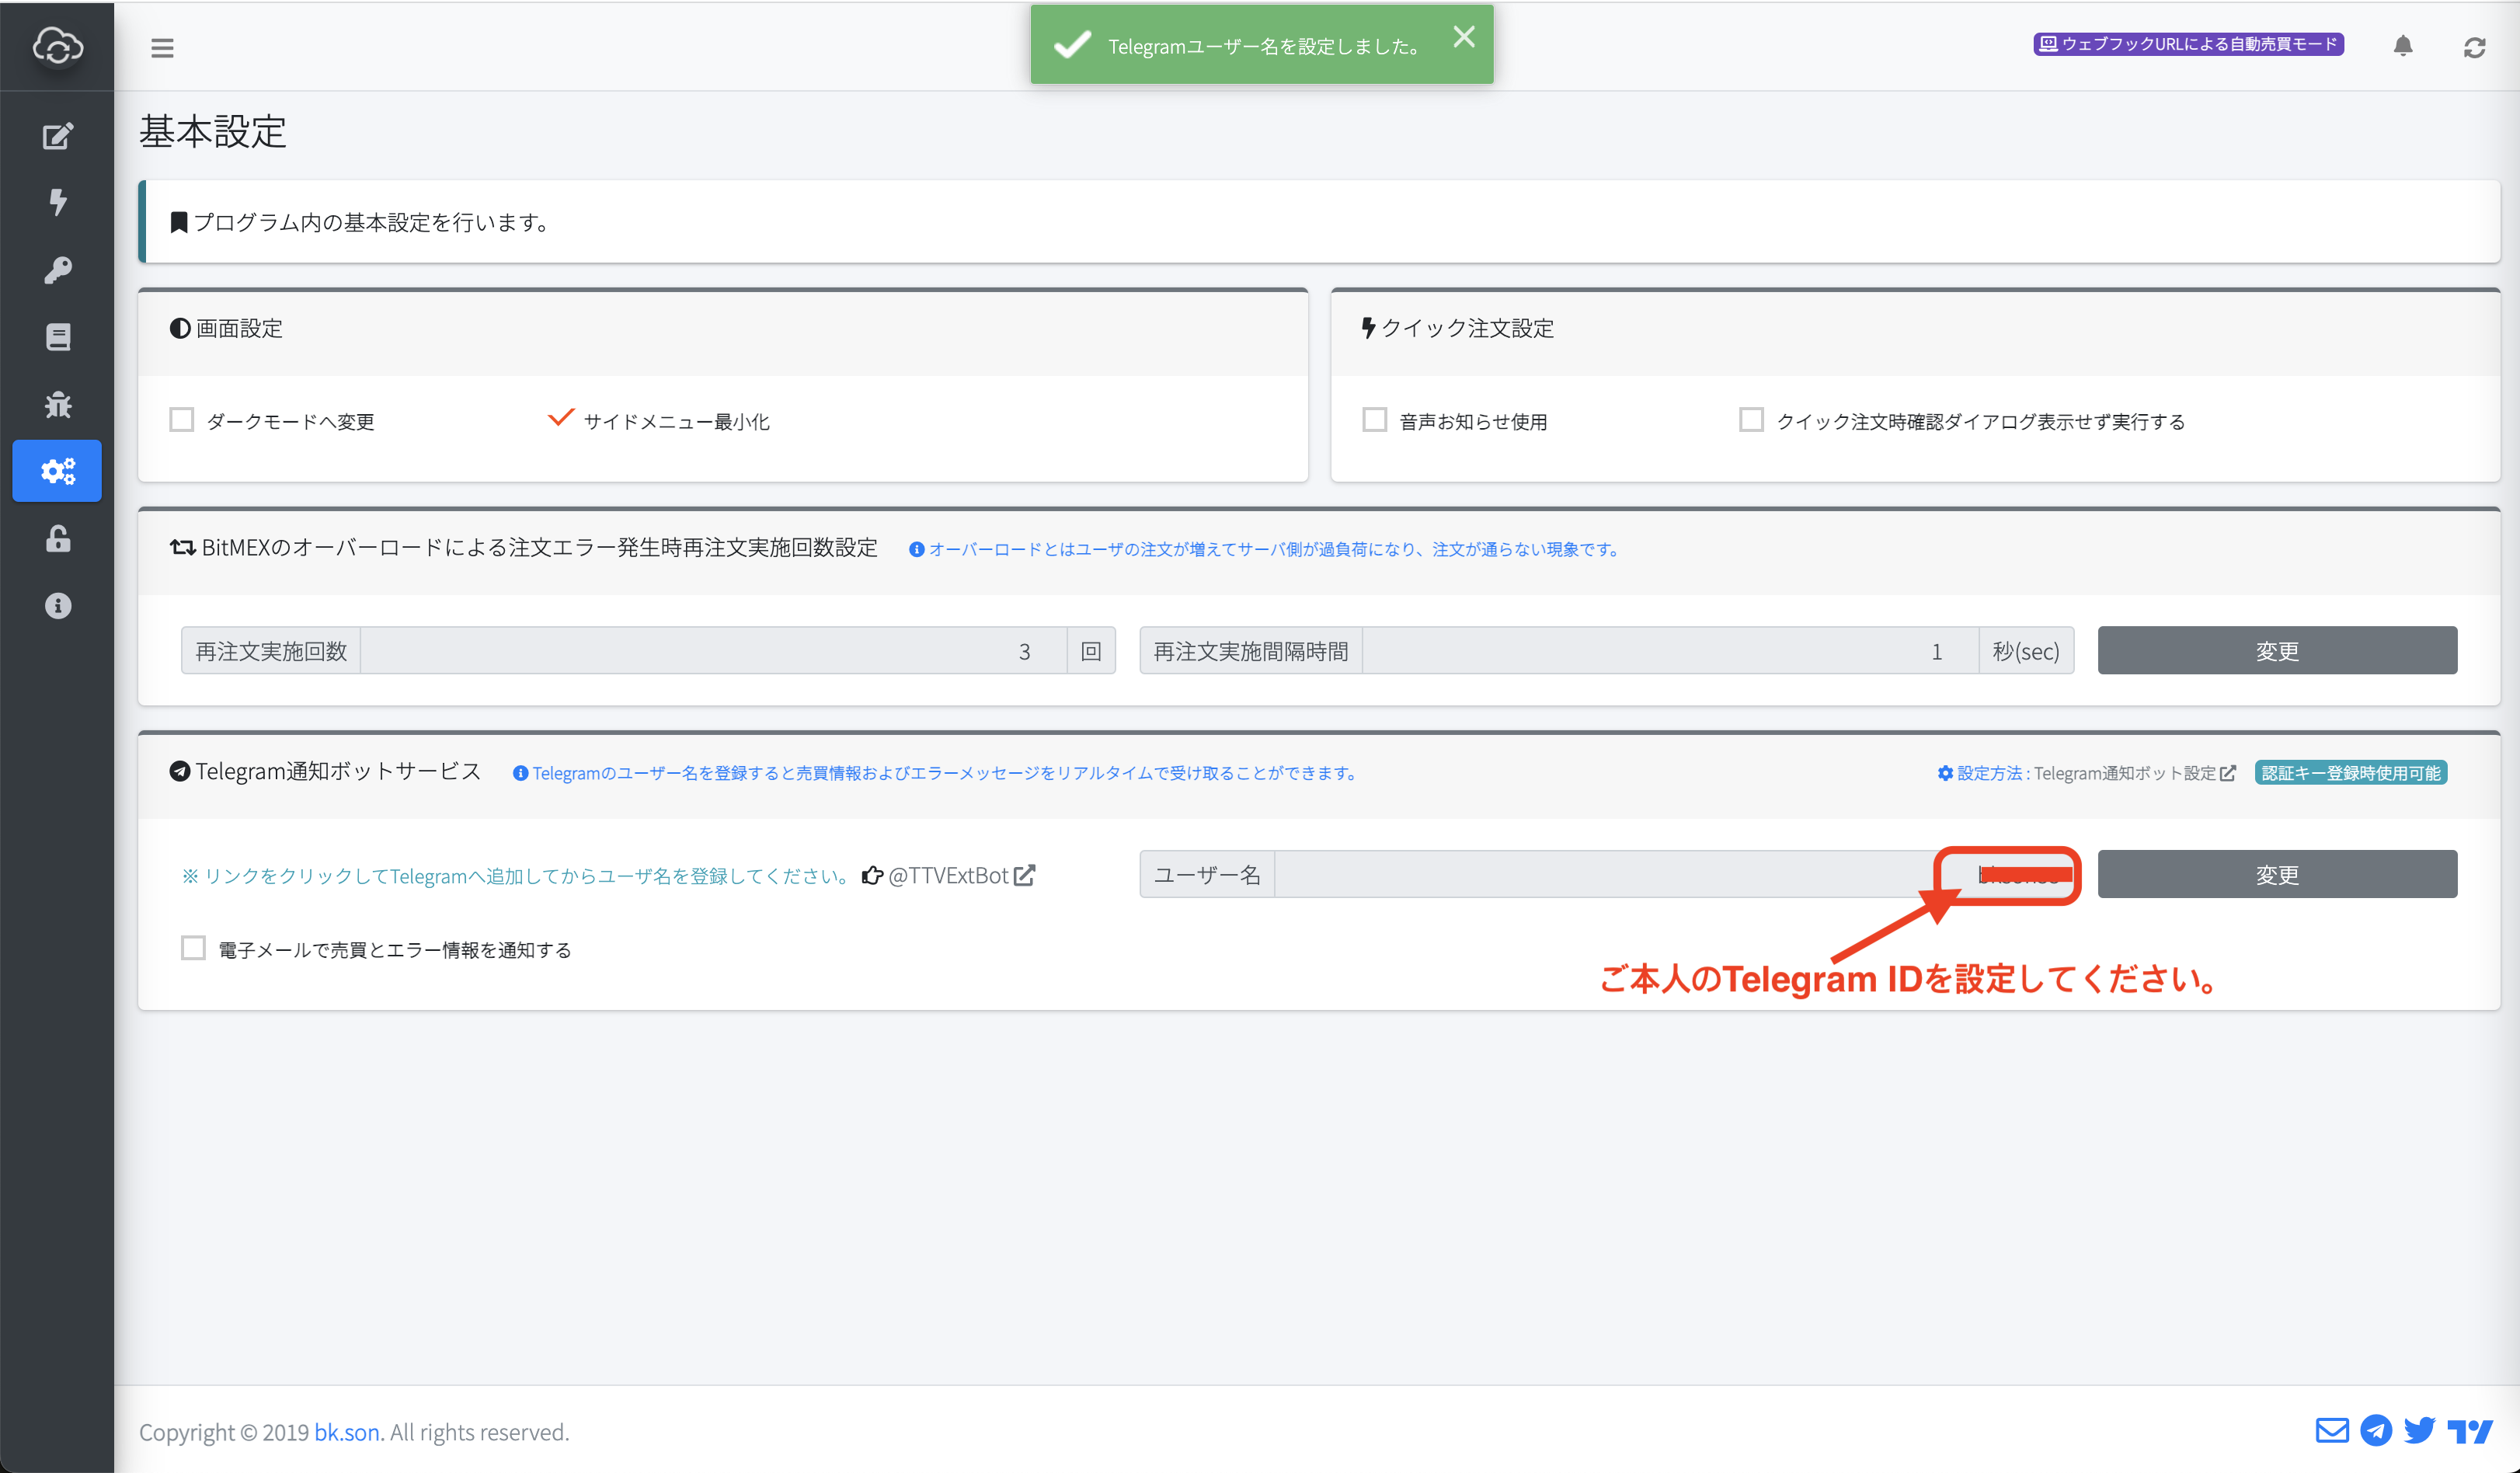 Telegramユーザー名を設定しました。
ウェブフックURLによる自動売買モード
基本設定
プログラム内の基本設定を行います。
画面設定
ダークモードへ変更
サイドメニュー最小化
クイック注文設定
音声お知らせ使用
クイック注文時確認ダイアログ表示せず実行する
BitMEXのオーバーロードによる注文エラー発生時再注文実施回数設定
オーバーロードとはユーザの注文が増えてサーバ側が過負荷になり、注文が通らない現象です。
再注文実施回数 3 回
再注文実施間隔時間 1 秒(sec)
変更
Telegram通知ボットサービス
Telegramのユーザー名を登録すると売買情報およびエラーメッセージをリアルタイムで受け取ることができます。
設定方法 : Telegram通知ボット設定
認証キー登録時使用可能
※ リンクをクリックしてTelegramへ追加してからユーザ名を登録してください。 @TTVExtBot
ユーザー名
変更
電子メールで売買とエラー情報を通知する
ご本人のTelegram IDを設定してください。
Copyright © 2019 bk.son. All rights reserved.